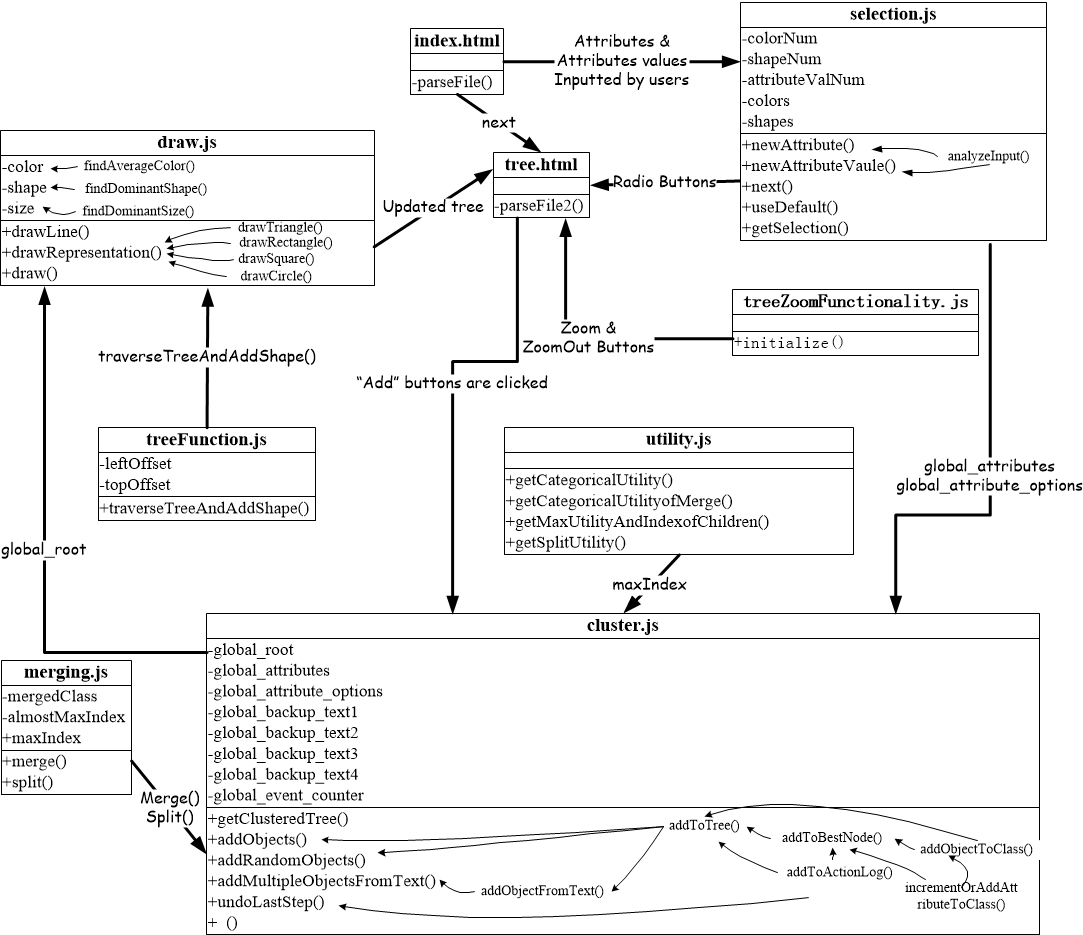 selection.js
-colorNum
-shapeNum
-attributeValNum
-colors
-shapes
+newAttribute()
+newAttributeVaule()
+next()
+useDefault()
+getSelection()
analyzeInput()
index.html
-parseFile()
Attributes &
Attributes values
Inputted by users
next
draw.js
-color
-shape
-size
findAverageColor()
findDominantShape()
findDominantSize()
+drawLine()
+drawRepresentation()
+draw()
drawTriangle()
drawRectangle()
drawSquare()
drawCircle()
tree.html
-parseFile2()
Radio Buttons
Updated tree
treeZoomFunctionality.js
+initialize()
Zoom &
ZoomOut Buttons
traverseTreeAndAddShape()
“Add” buttons are clicked
treeFunction.js
-leftOffset
-topOffset
+traverseTreeAndAddShape()
utility.js
+getCategoricalUtility()
+getCategoricalUtilityofMerge()
+getMaxUtilityAndIndexofChildren()
+getSplitUtility()
global_attributes
global_attribute_options
global_root
maxIndex
cluster.js
-global_root
-global_attributes
-global_attribute_options
-global_backup_text1
-global_backup_text2
-global_backup_text3
-global_backup_text4
-global_event_counter
+getClusteredTree()
+addObjects()
+addRandomObjects()
+addMultipleObjectsFromText()
+undoLastStep()
+ ()
addToTree()
addToBestNode()
addObjectToClass()
addToActionLog()
addObjectFromText()
incrementOrAddAtt
ributeToClass()
merging.js
-mergedClass
-almostMaxIndex
+maxIndex
+merge()
+split()
Merge()
Split()